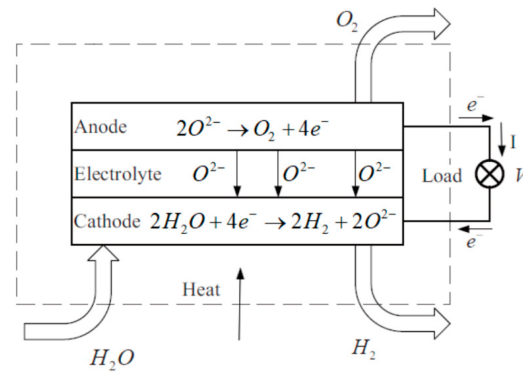 O₂
Anode 2O²⁻ → O₂ + 4e⁻
e⁻
I
Electrolyte O²⁻ O²⁻ O²⁻
Load
V
Cathode 2H₂O + 4e⁻ → 2H₂ + 2O²⁻
e⁻
Heat
H₂O
H₂